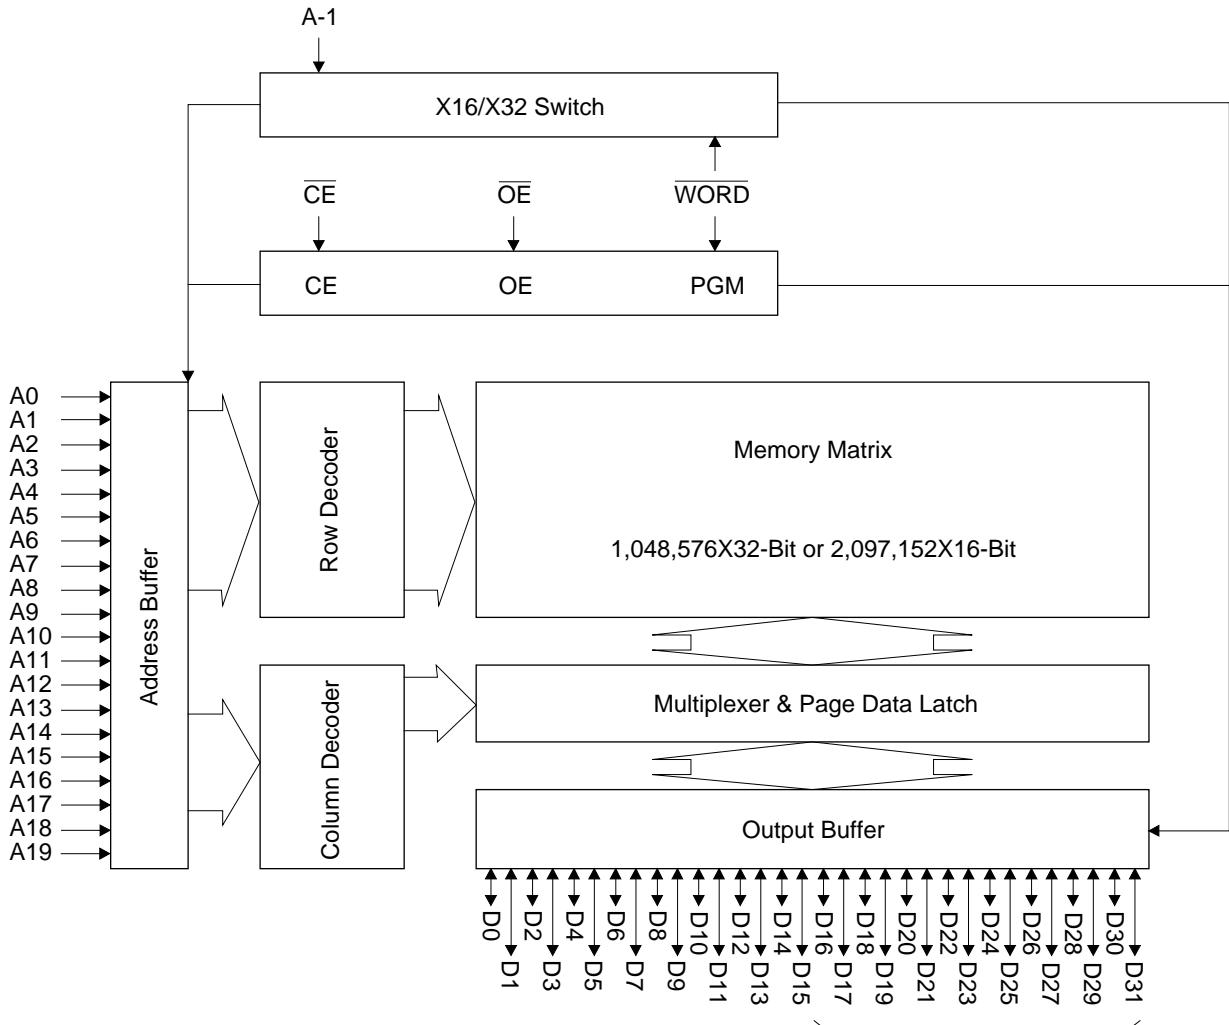 A-1
X16/X32 Switch
CE OE WORD
CE OE PGM
A0
A1
A2
A3
A4
A5
A6
A7
A8
A9
A10
A11
A12
A13
A14
A15
A16
A17
A18
A19
Address Buffer
Row Decoder
Memory Matrix
1,048,576X32-Bit or 2,097,152X16-Bit
Column Decoder
Multiplexer & Page Data Latch
Output Buffer
D0
D1
D2
D3
D4
D5
D6
D7
D8
D9
D10
D11
D12
D13
D14
D15
D16
D17
D18
D19
D20
D21
D22
D23
D24
D25
D26
D27
D28
D29
D30
D31